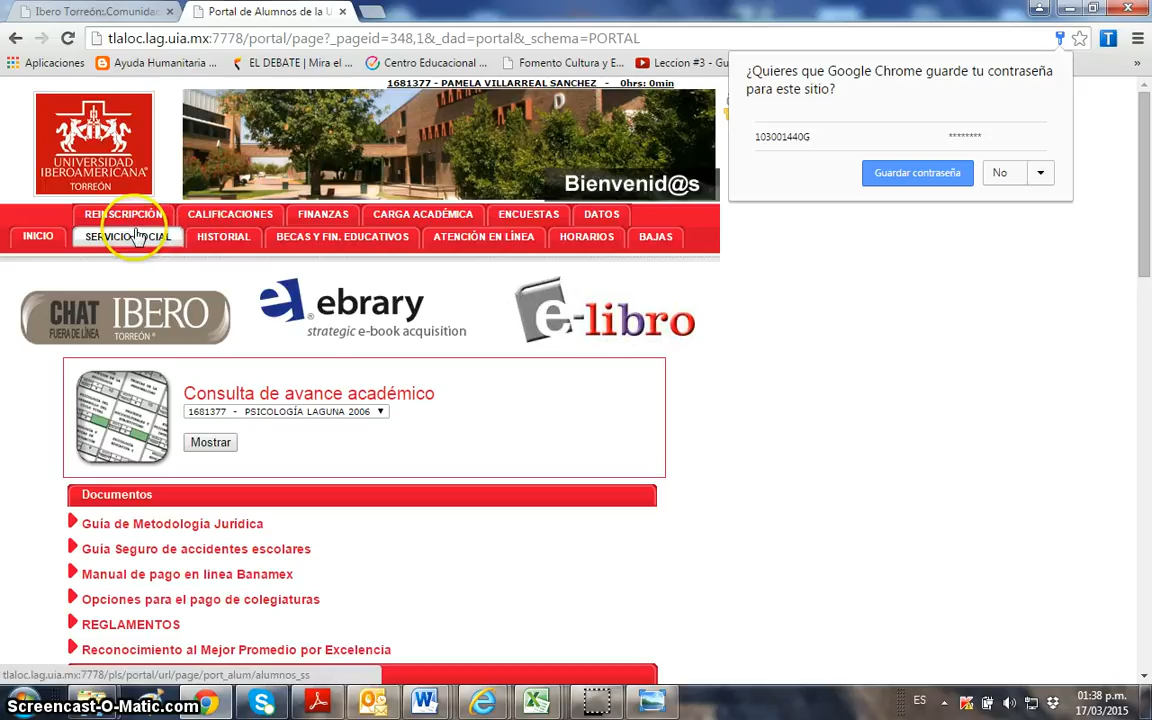 Ibero Torreón: Comunidad
Portal de Alumnos de la U
tlaloc.lag.uia.mx:7778/portal/page?_pageid=348,1&_dad=portal&_schema=PORTAL
Aplicaciones
Ayuda Humanitaria ...
EL DEBATE | Mira el ...
Centro Educacional ...
Fomento Cultura y E...
Leccion #3 - Gu
»
1681377 - PAMELA VILLARREAL SANCHEZ - 0hrs: 0min
¿Quieres que Google Chrome guarde tu contraseña
para este sitio?
103001440G ********
Guardar contraseña
No
UNIVERSIDAD
IBEROAMERICANA
TORREÓN
Bienvenid@s
REINSCRIPCIÓN CALIFICACIONES FINANZAS CARGA ACADÉMICA ENCUESTAS DATOS
INICIO SERVICIO SOCIAL HISTORIAL BECAS Y FIN. EDUCATIVOS ATENCIÓN EN LÍNEA HORARIOS BAJAS
CHAT
FUERA DE LÍNEA
IBERO
TORREÓN
ebrary
strategic e-book acquisition
e-libro
Consulta de avance académico
1681377 - PSICOLOGÍA LAGUNA 2006
Mostrar
Documentos
Guía de Metodología Jurídica
Guía Seguro de accidentes escolares
Manual de pago en linea Banamex
Opciones para el pago de colegiaturas
REGLAMENTOS
Reconocimiento al Mejor Promedio por Excelencia
tlaloc.lag.uia.mx:7778/pls/portal/url/page/port_alum/alumnos_ss
ES
01:38 p.m.
17/03/2015
Screencast-O-Matic.com